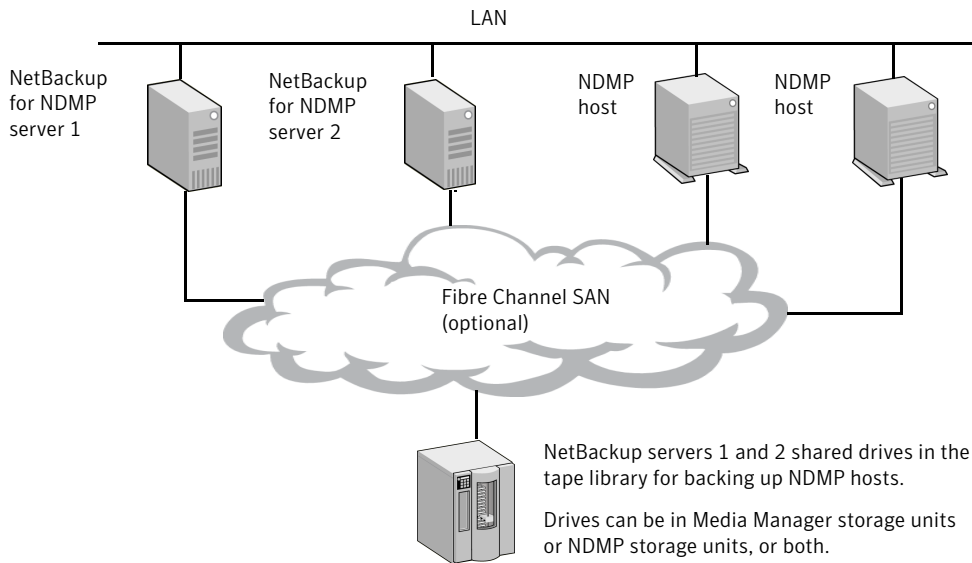 LAN
NetBackup
for NDMP
server 1
NetBackup
for NDMP
server 2
NDMP
host
NDMP
host
Fibre Channel SAN
(optional)
NetBackup servers 1 and 2 shared drives in the
tape library for backing up NDMP hosts.
Drives can be in Media Manager storage units
or NDMP storage units, or both.